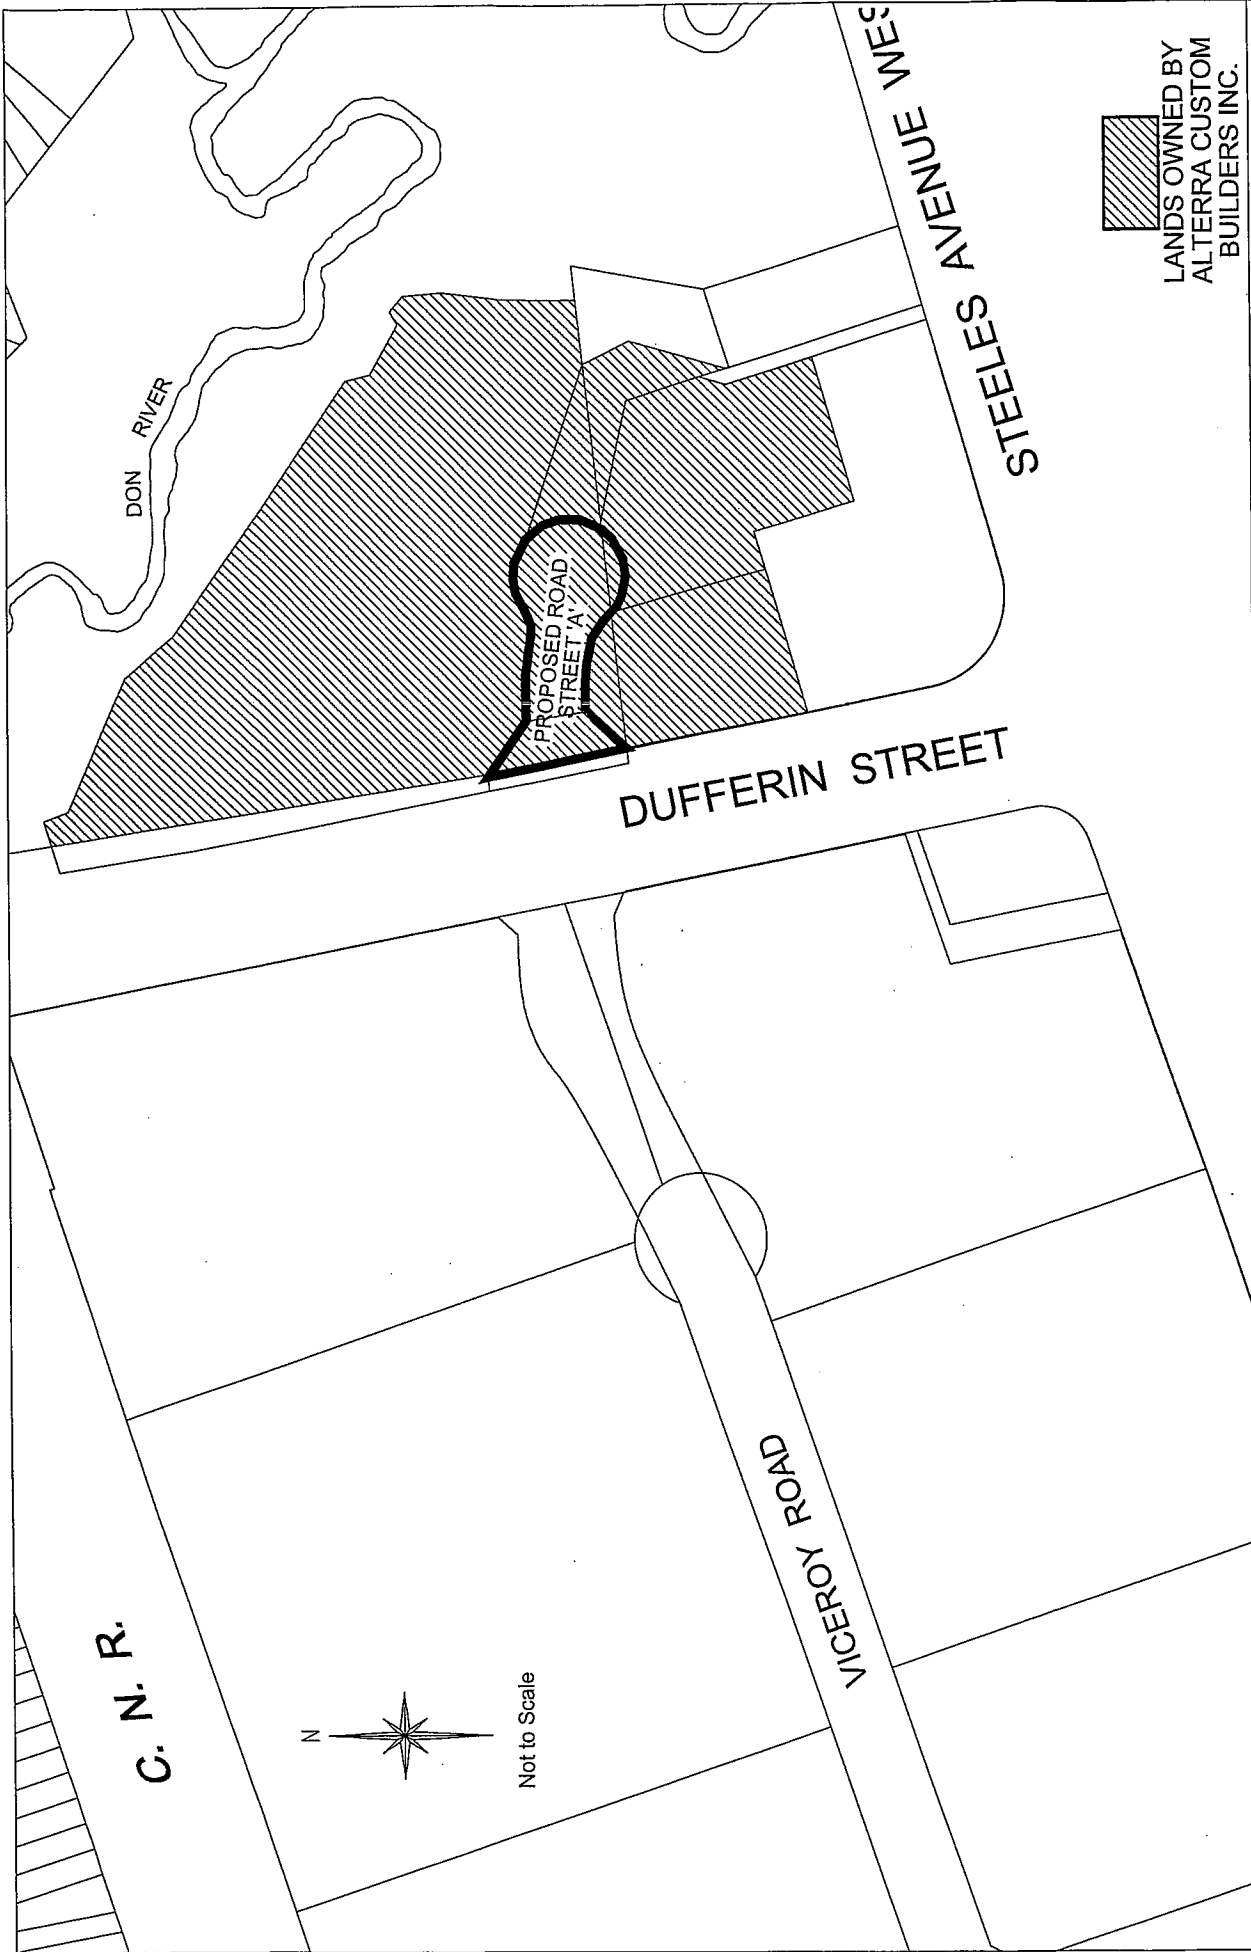 C. N. R.
N
Not to Scale
VICEROY ROAD
DUFFERIN STREET
PROPOSED ROAD
STREET 'A'
DON RIVER
STEELES AVENUE WES
LANDS OWNED BY
ALTERRA CUSTOM
BUILDERS INC.